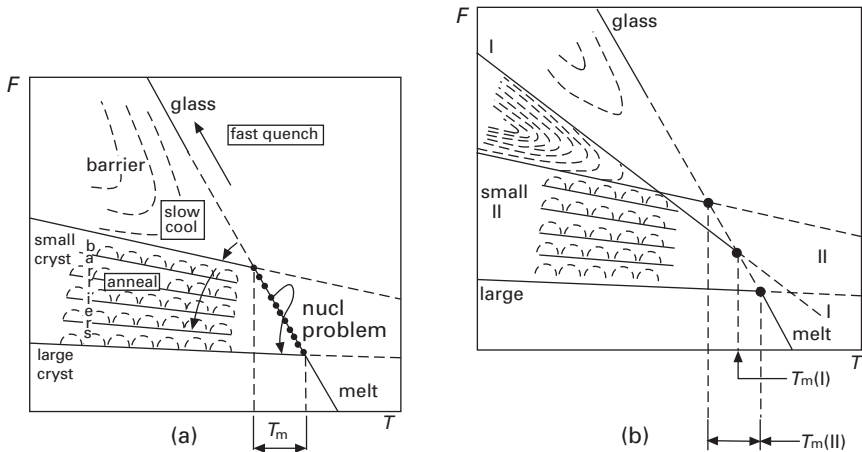 F
glass
fast quench
barrier
slow
cool
small
cryst
barriers
anneal
nucl
problem
large
cryst
melt
T
Tm
(a)
F
I
glass
small
II
II
large
I
melt
T
Tm(I)
Tm(II)
(b)